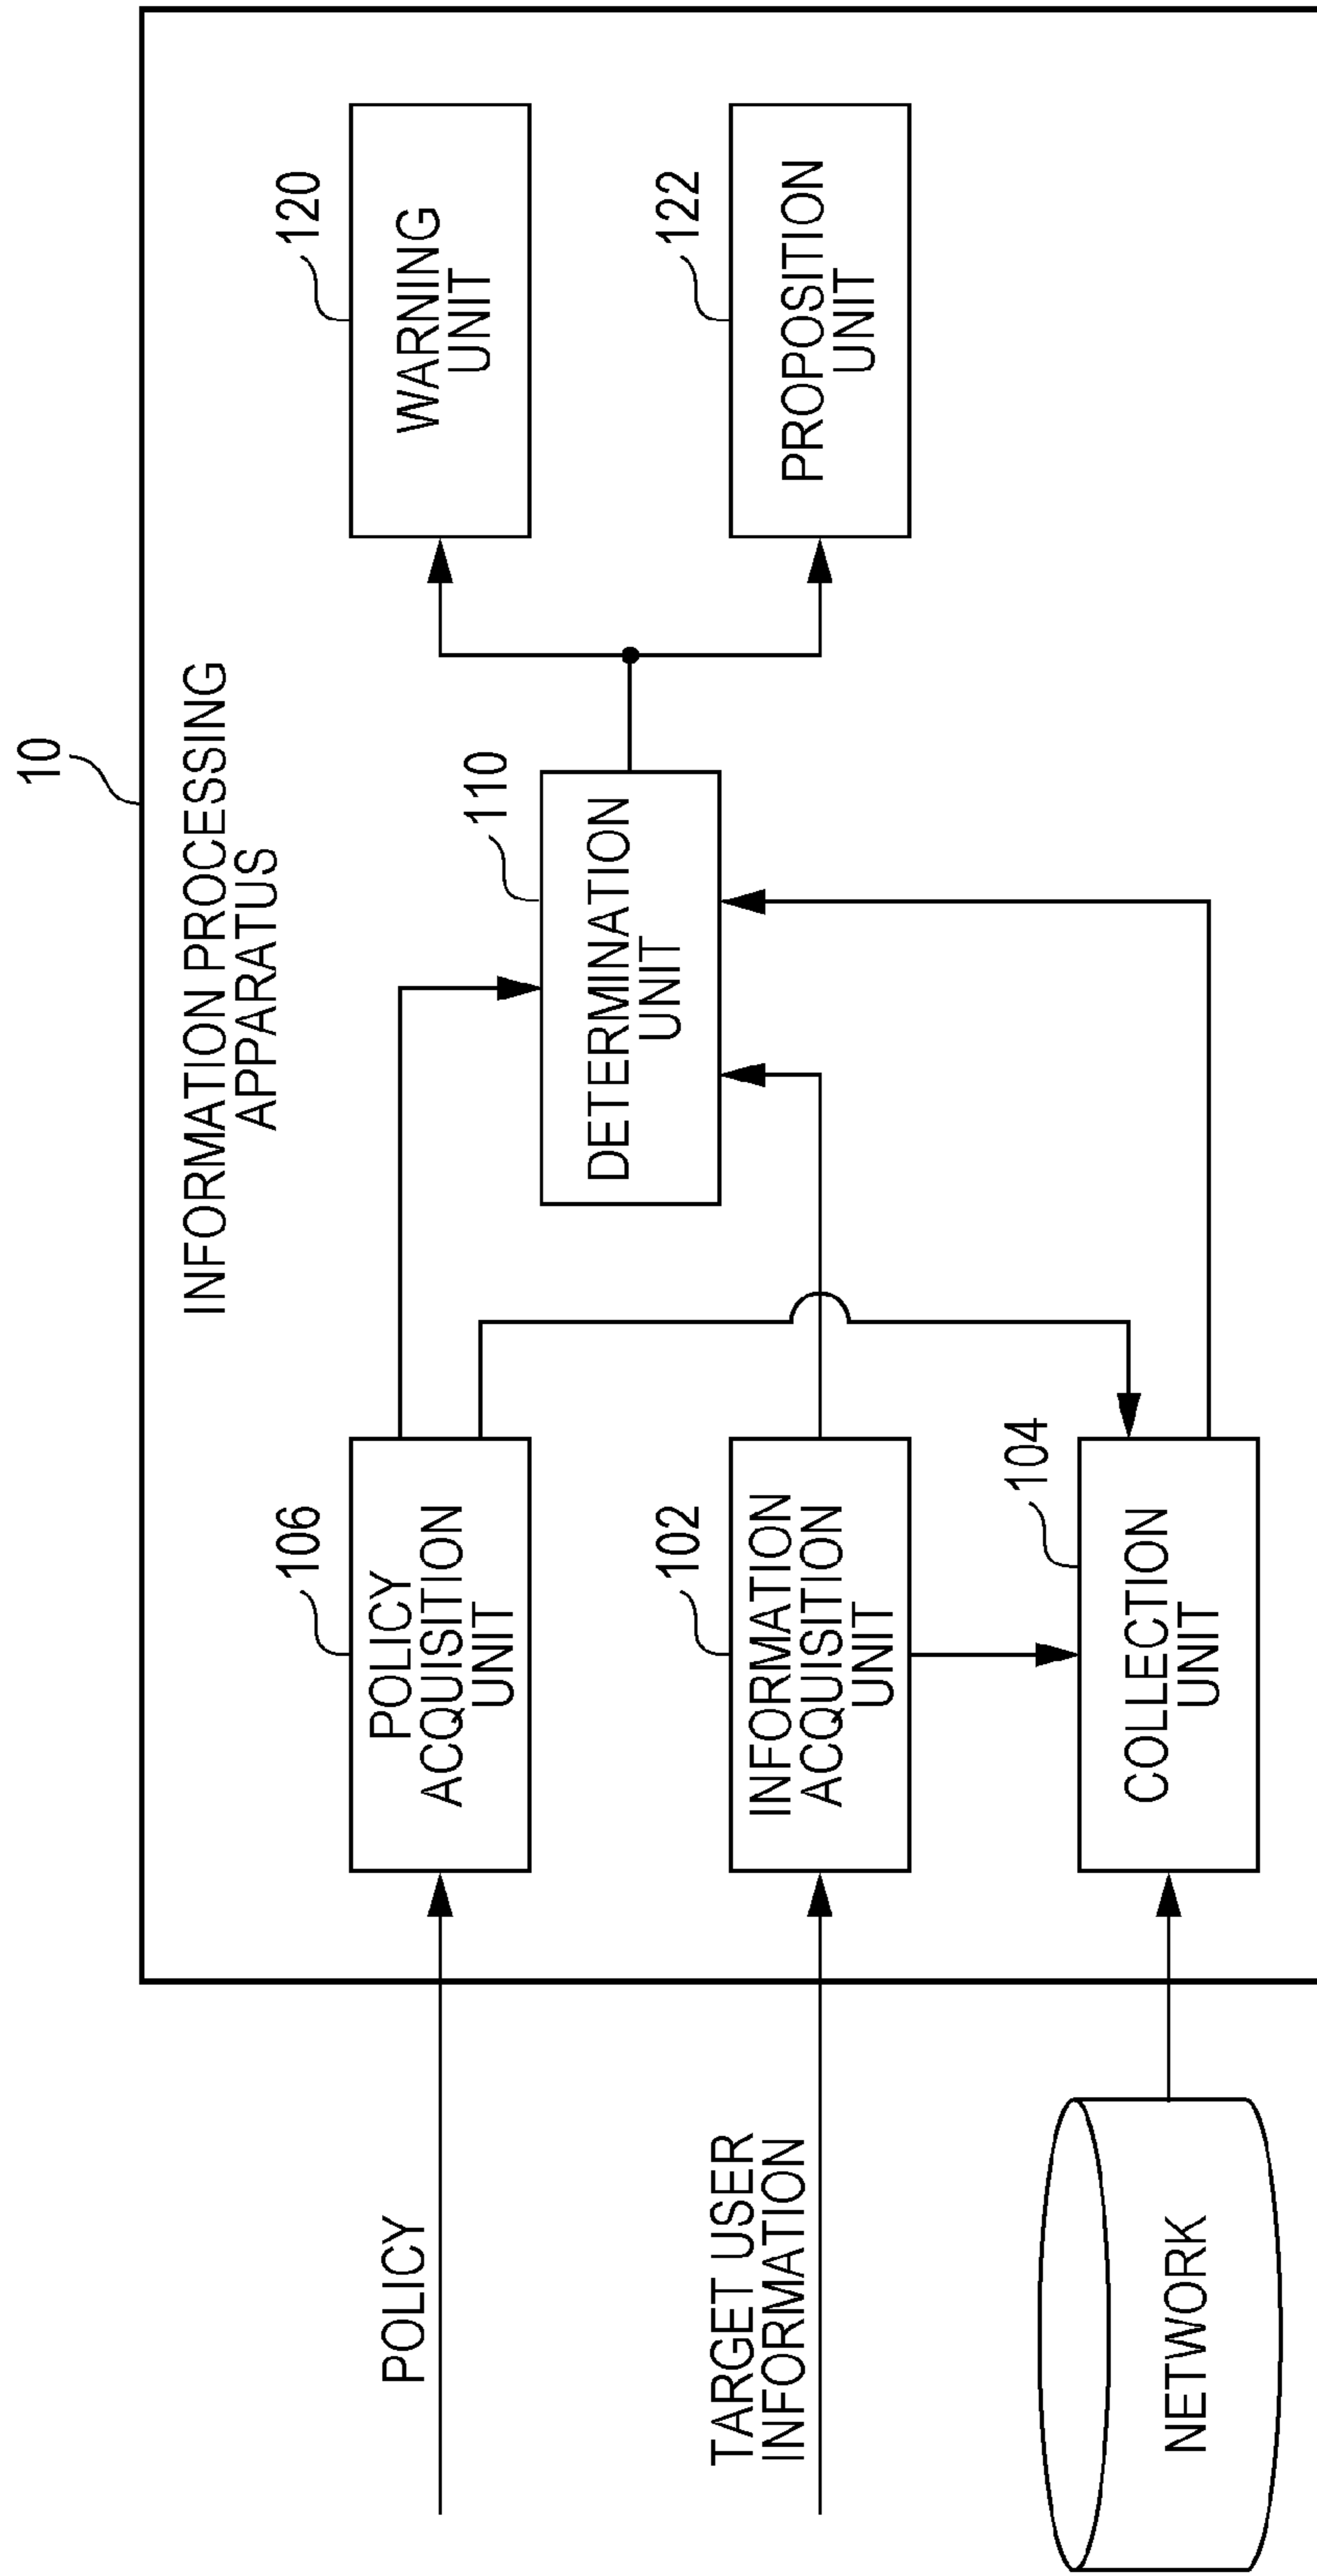 10
INFORMATION PROCESSING
APPARATUS
POLICY
106
POLICY
ACQUISITION
UNIT
110
DETERMINATION
UNIT
120
WARNING
UNIT
TARGET USER
INFORMATION
102
INFORMATION
ACQUISITION
UNIT
122
PROPOSITION
UNIT
NETWORK
104
COLLECTION
UNIT